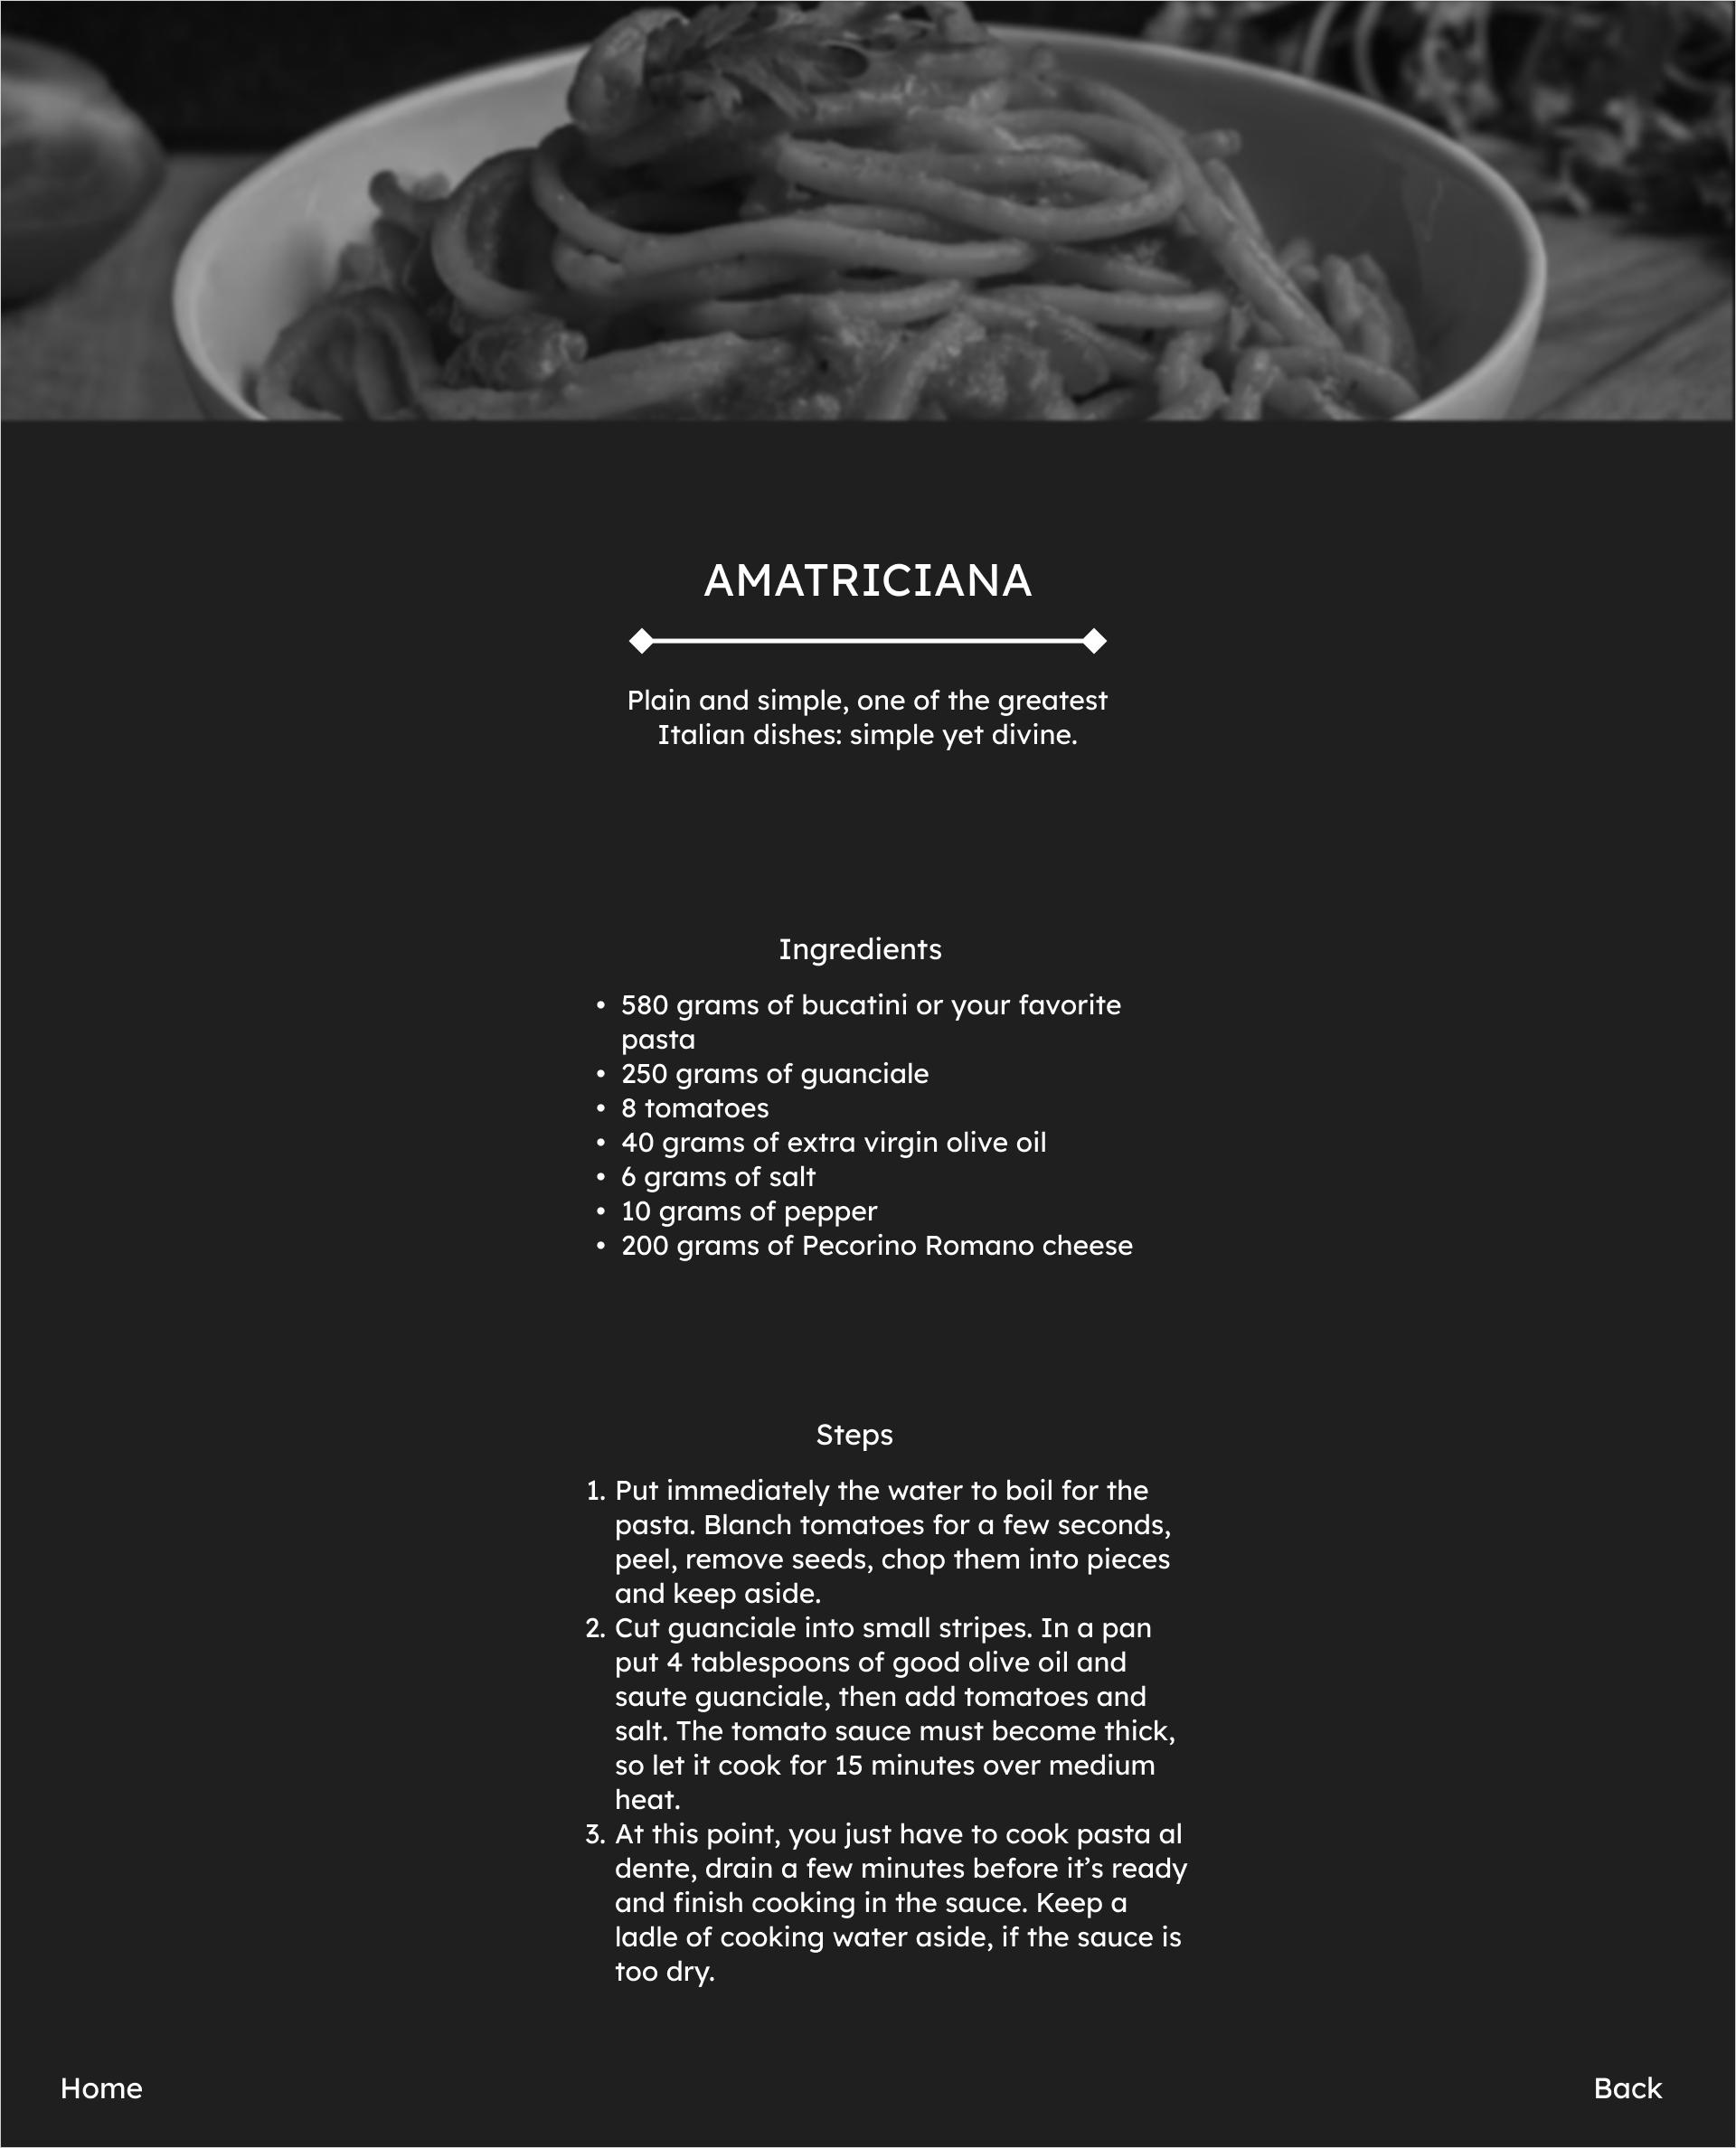 AMATRICIANA
Plain and simple, one of the greatest
Italian dishes: simple yet divine.
Ingredients
• 580 grams of bucatini or your favorite
pasta
• 250 grams of guanciale
• 8 tomatoes
• 40 grams of extra virgin olive oil
• 6 grams of salt
• 10 grams of pepper
• 200 grams of Pecorino Romano cheese
Steps
1. Put immediately the water to boil for the
pasta. Blanch tomatoes for a few seconds,
peel, remove seeds, chop them into pieces
and keep aside.
2. Cut guanciale into small stripes. In a pan
put 4 tablespoons of good olive oil and
saute guanciale, then add tomatoes and
salt. The tomato sauce must become thick,
so let it cook for 15 minutes over medium
heat.
3. At this point, you just have to cook pasta al
dente, drain a few minutes before it’s ready
and finish cooking in the sauce. Keep a
ladle of cooking water aside, if the sauce is
too dry.
Home
Back